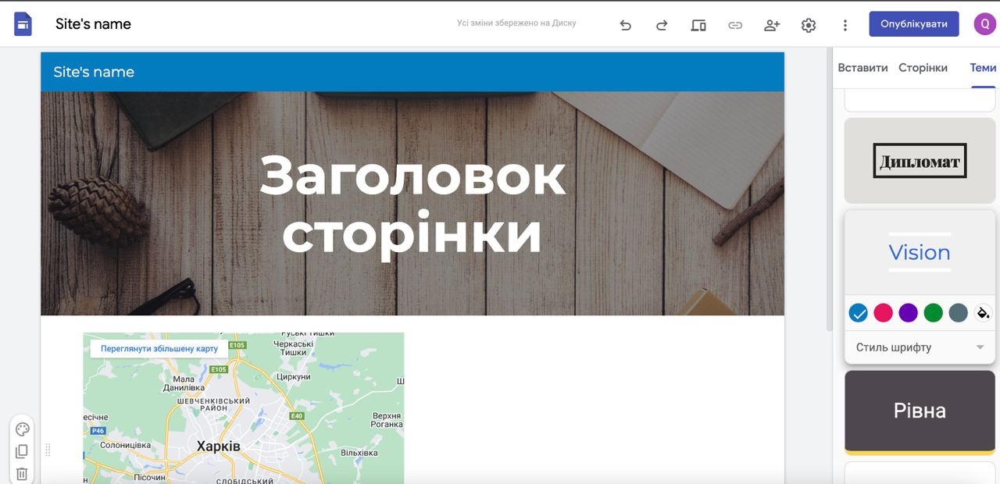 Site's name
Усі зміни збережено на Диску
Опублікувати
Q
Вставити
Сторінки
Теми
Site's name
Заголовок
сторінки
Дипломат
Vision
Стиль шрифту
Рівна
Переглянути збільшену карту
E105
Руські Тишки
Черкаські
Тишки
E105
Циркуни
Мала
Данилівка
ШЕВЧЕНКІВСЬКИЙ
РАЙОН
E40
Верхня
Роганка
P46
Солоницівка
Харків
Вільхівка
Пісочин
СЛОБІДСЬКИЙ